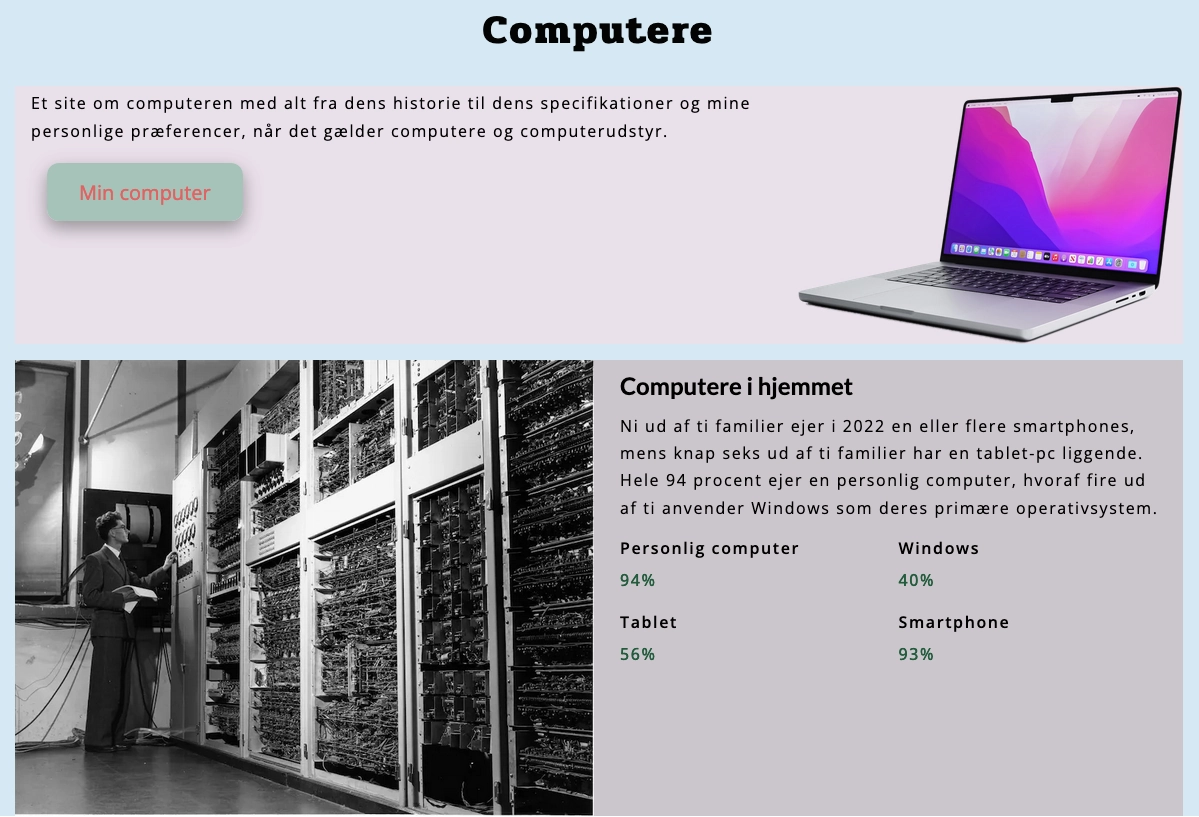 Computere
Et site om computeren med alt fra dens historie til dens specifikationer og mine
personlige præferencer, når det gælder computere og computerudstyr.
Min computer
Computere i hjemmet
Ni ud af ti familier ejer i 2022 en eller flere smartphones,
mens knap seks ud af ti familier har en tablet-pc liggende.
Hele 94 procent ejer en personlig computer, hvoraf fire ud
af ti anvender Windows som deres primære operativsystem.
Personlig computer
Windows
94%
40%
Tablet
Smartphone
56%
93%